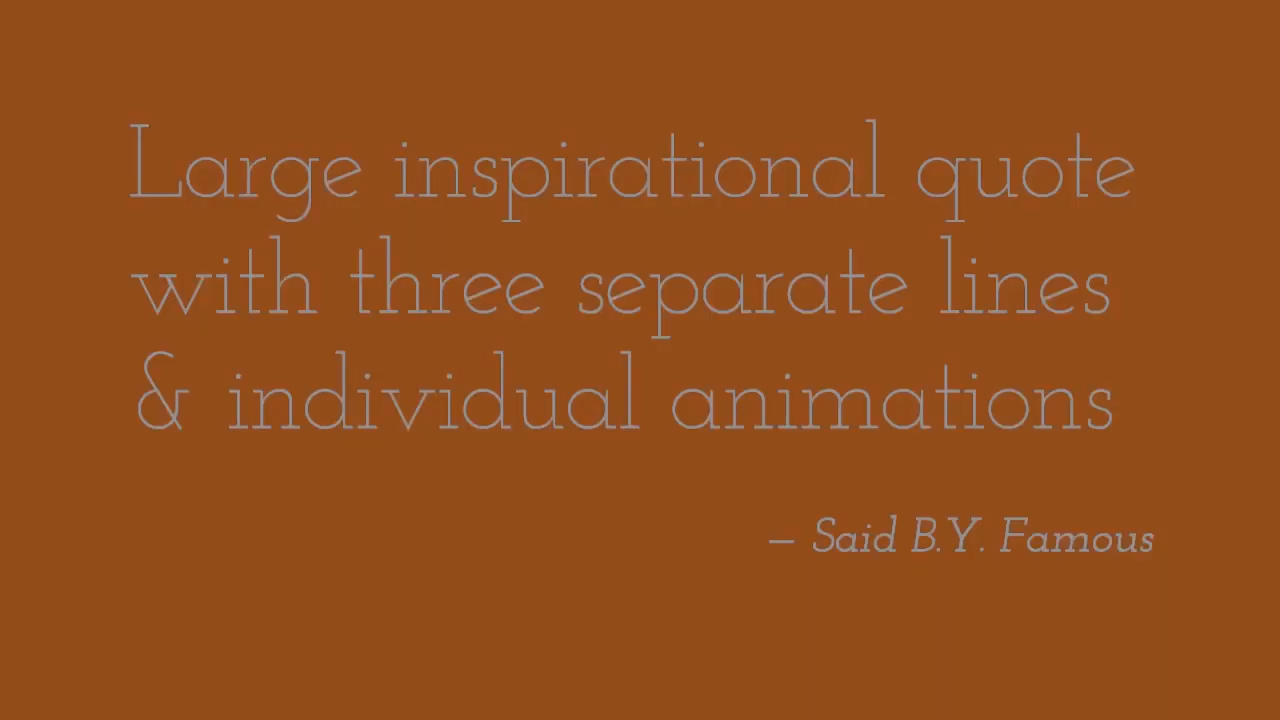 Large inspirational quote
with three separate lines
& individual animations
– Said B.Y. Famous